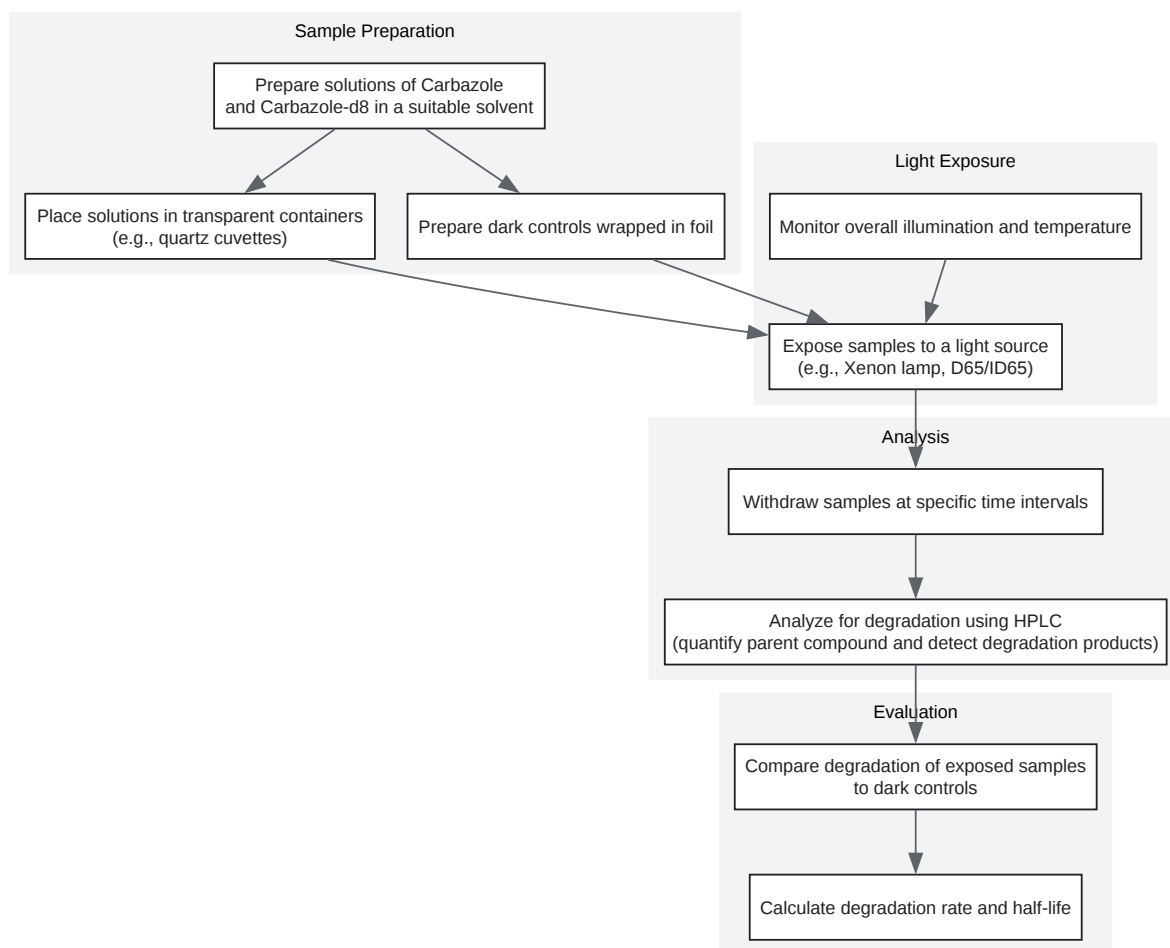 Sample Preparation
Prepare solutions of Carbazole
and Carbazole-d8 in a suitable solvent
Place solutions in transparent containers
(e.g., quartz cuvettes)
Prepare dark controls wrapped in foil
Light Exposure
Monitor overall illumination and temperature
Expose samples to a light source
(e.g., Xenon lamp, D65/ID65)
Analysis
Withdraw samples at specific time intervals
Analyze for degradation using HPLC
(quantify parent compound and detect degradation products)
Evaluation
Compare degradation of exposed samples
to dark controls
Calculate degradation rate and half-life